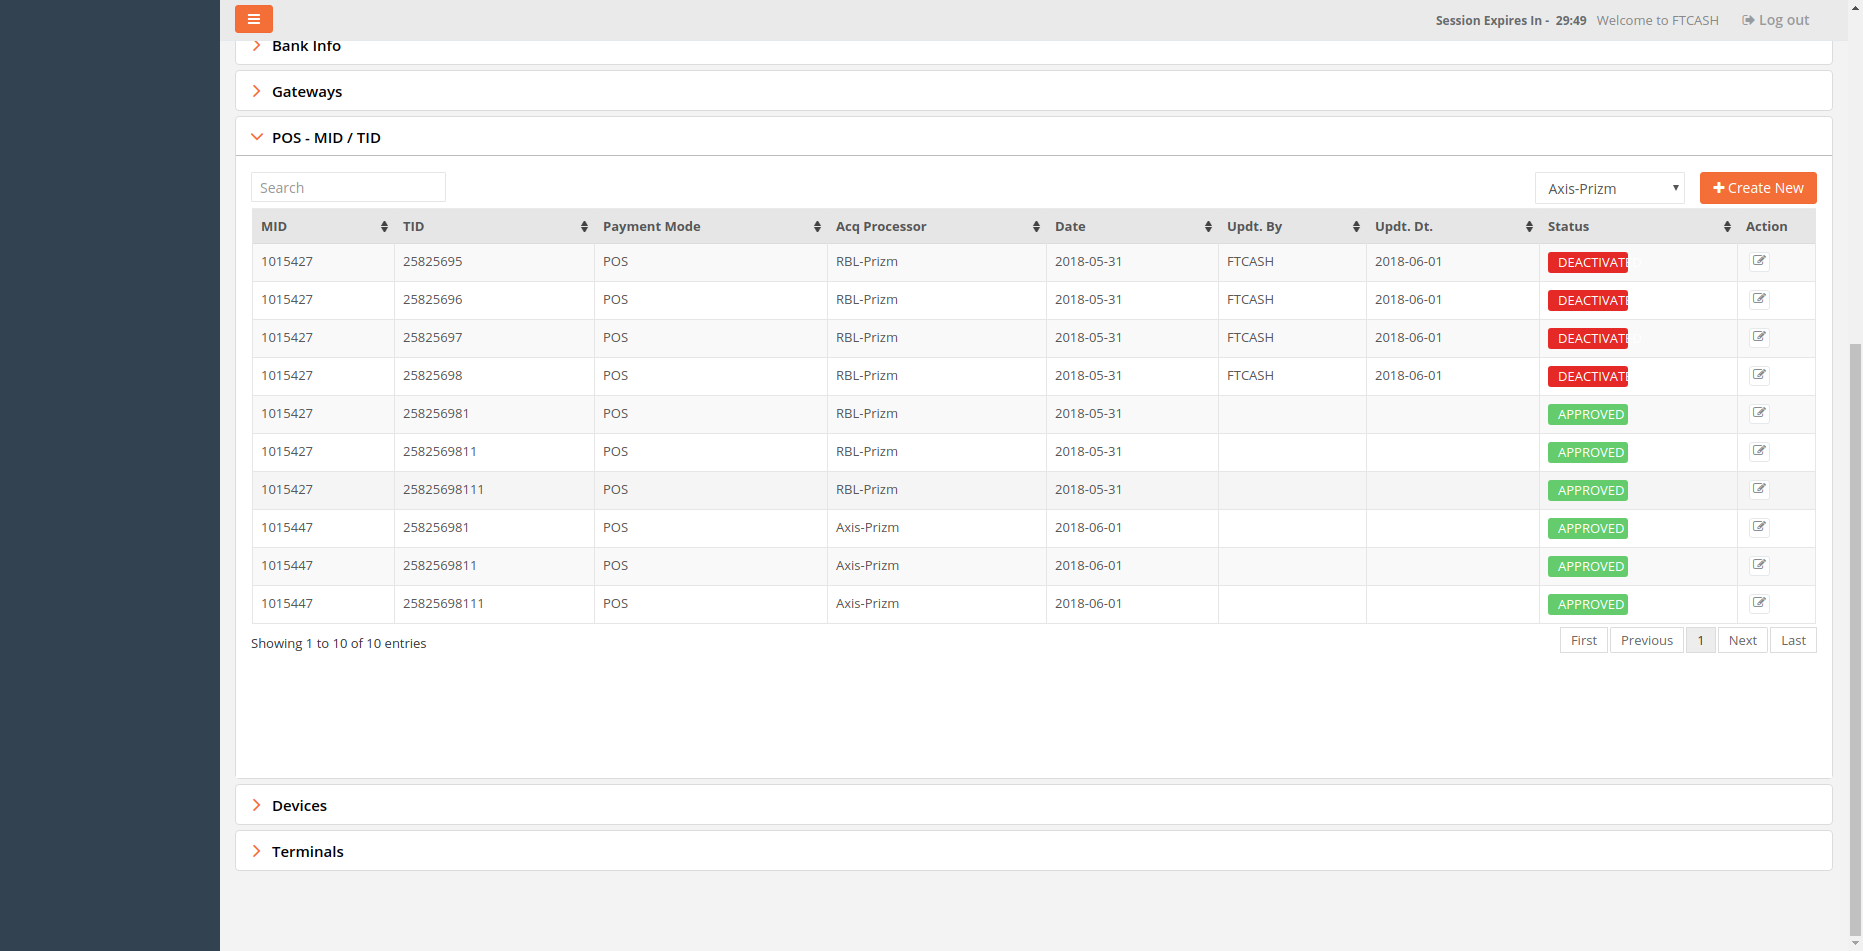 Session Expires In - 29:49 Welcome to FTCASH Log out
Bank Info
Gateways
POS - MID / TID
Search Axis-Prizm Create New
MID TID Payment Mode Acq Processor Date Updt. By Updt. Dt. Status Action
1015427 25825695 POS RBL-Prizm 2018-05-31 FTCASH 2018-06-01 DEACTIVATE
1015427 25825696 POS RBL-Prizm 2018-05-31 FTCASH 2018-06-01 DEACTIVATE
1015427 25825697 POS RBL-Prizm 2018-05-31 FTCASH 2018-06-01 DEACTIVATE
1015427 25825698 POS RBL-Prizm 2018-05-31 FTCASH 2018-06-01 DEACTIVATE
1015427 258256981 POS RBL-Prizm 2018-05-31 APPROVED
1015427 2582569811 POS RBL-Prizm 2018-05-31 APPROVED
1015427 25825698111 POS RBL-Prizm 2018-05-31 APPROVED
1015447 258256981 POS Axis-Prizm 2018-06-01 APPROVED
1015447 2582569811 POS Axis-Prizm 2018-06-01 APPROVED
1015447 25825698111 POS Axis-Prizm 2018-06-01 APPROVED
Showing 1 to 10 of 10 entries First Previous 1 Next Last
Devices
Terminals